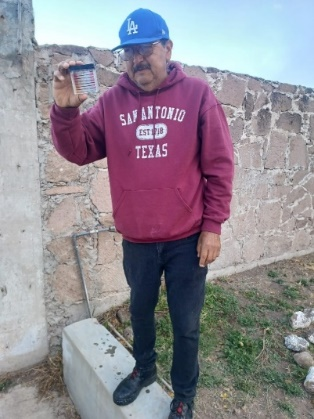 LA
SAN ANTONIO
EST. 1718
TEXAS